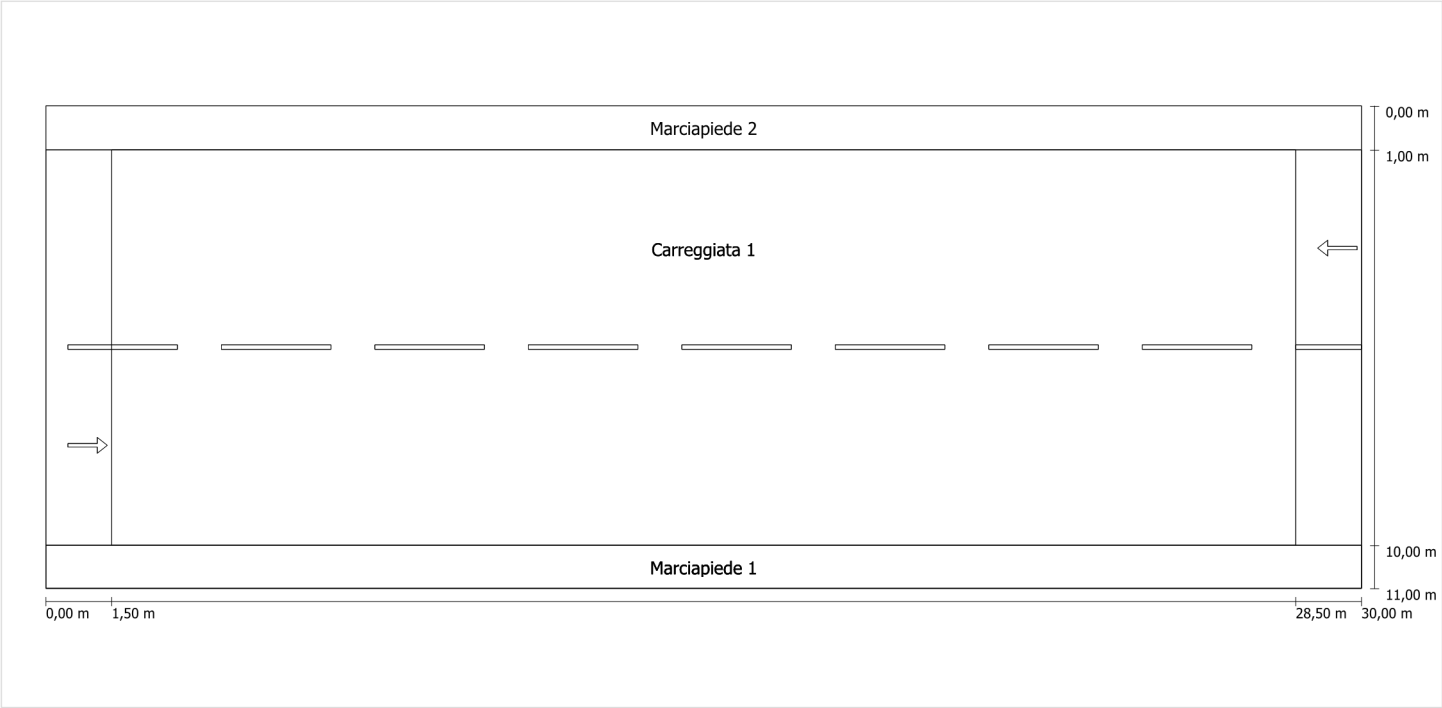 Marciapiede 2
0,00 m
1,00 m
Carreggiata 1
10,00 m
Marciapiede 1
11,00 m
0,00 m 1,50 m 28,50 m 30,00 m